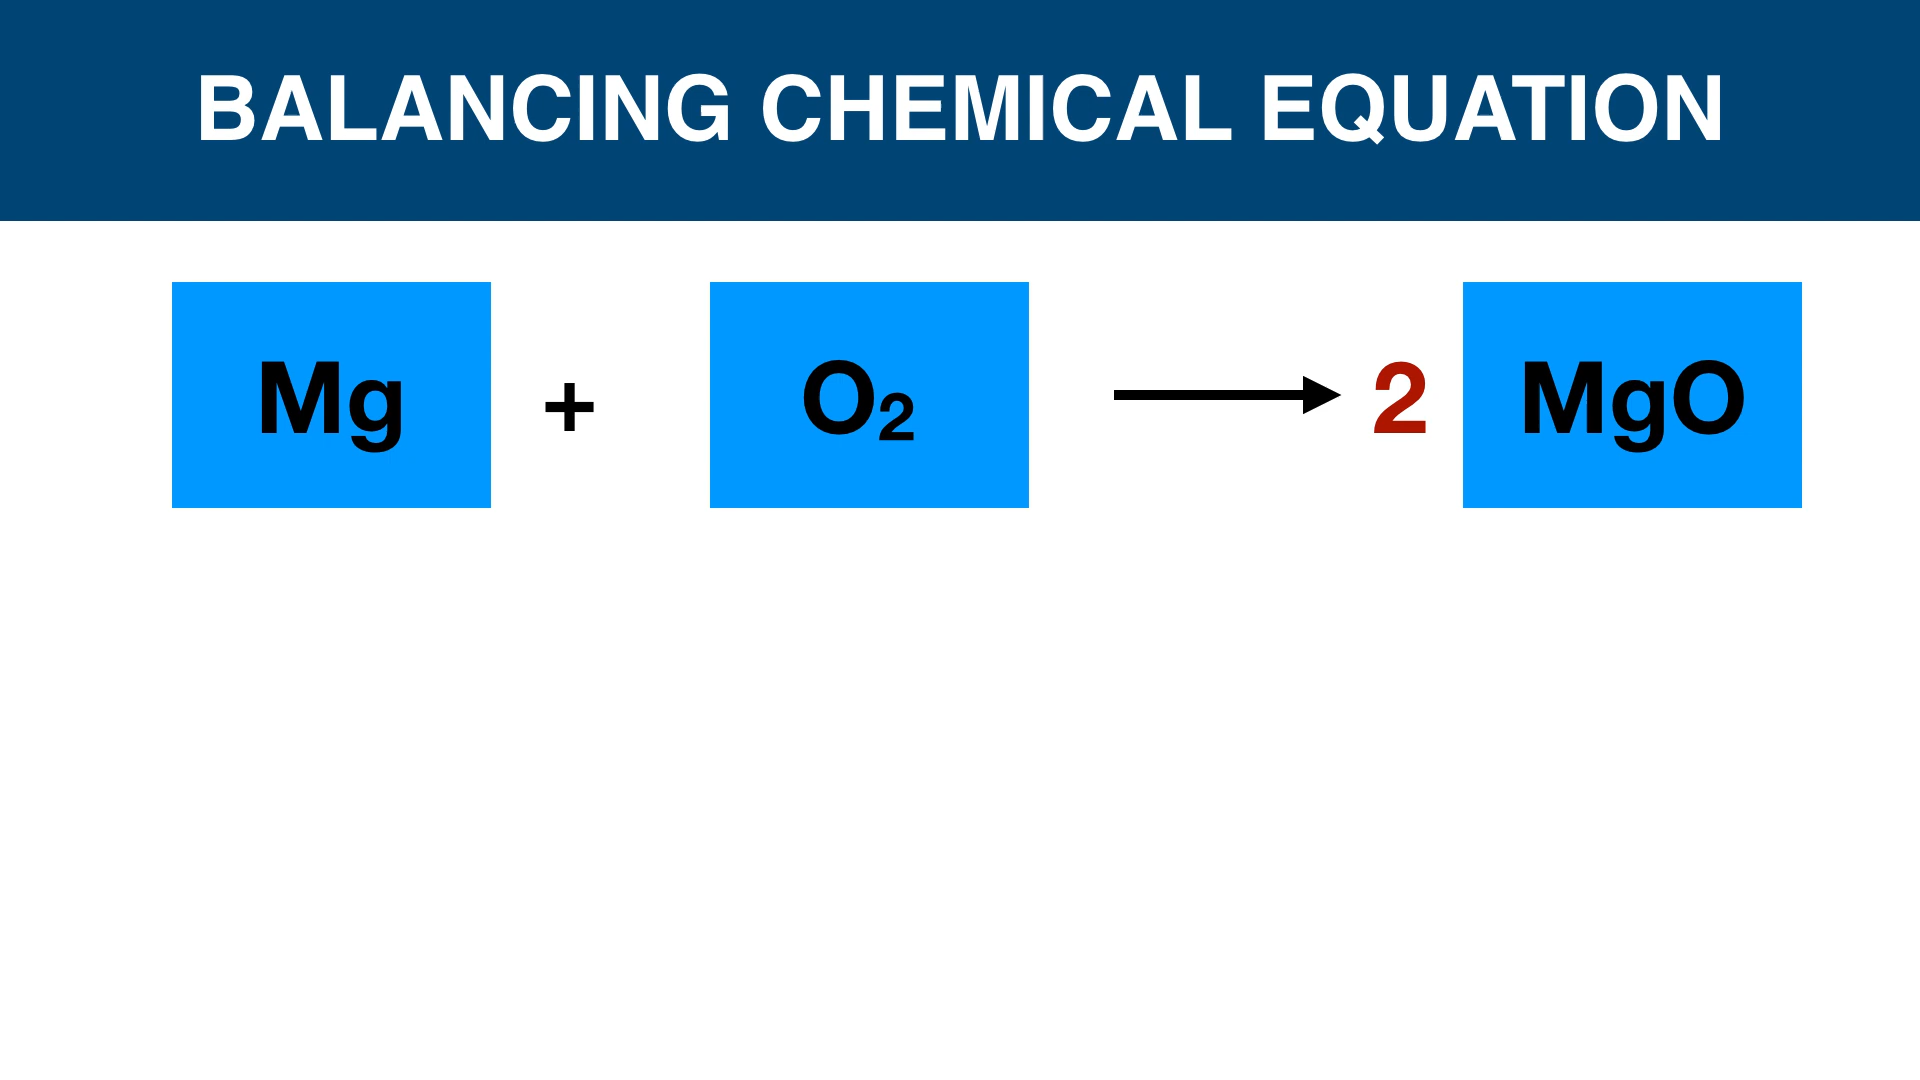 BALANCING CHEMICAL EQUATION
Mg + O₂ → 2 MgO